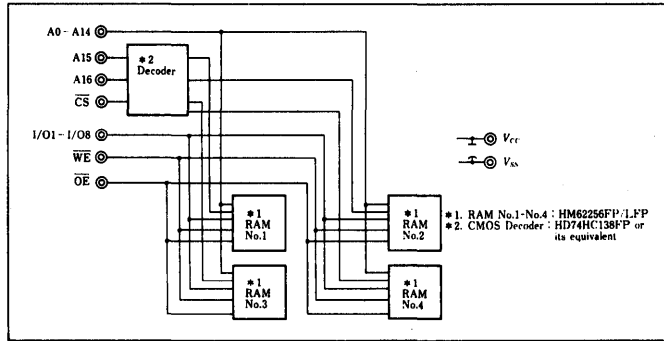 A0~A14
A15
A16
CS
I/O1~I/O8
WE
OE
*2
Decoder
VCC
VSS
*1
RAM
No.1
*1
RAM
No.2
*1
RAM
No.3
*1
RAM
No.4
*1. RAM No.1-No.4 : HM62256FP/LFP
*2. CMOS Decoder : HD74HC138FP or
its equivalent